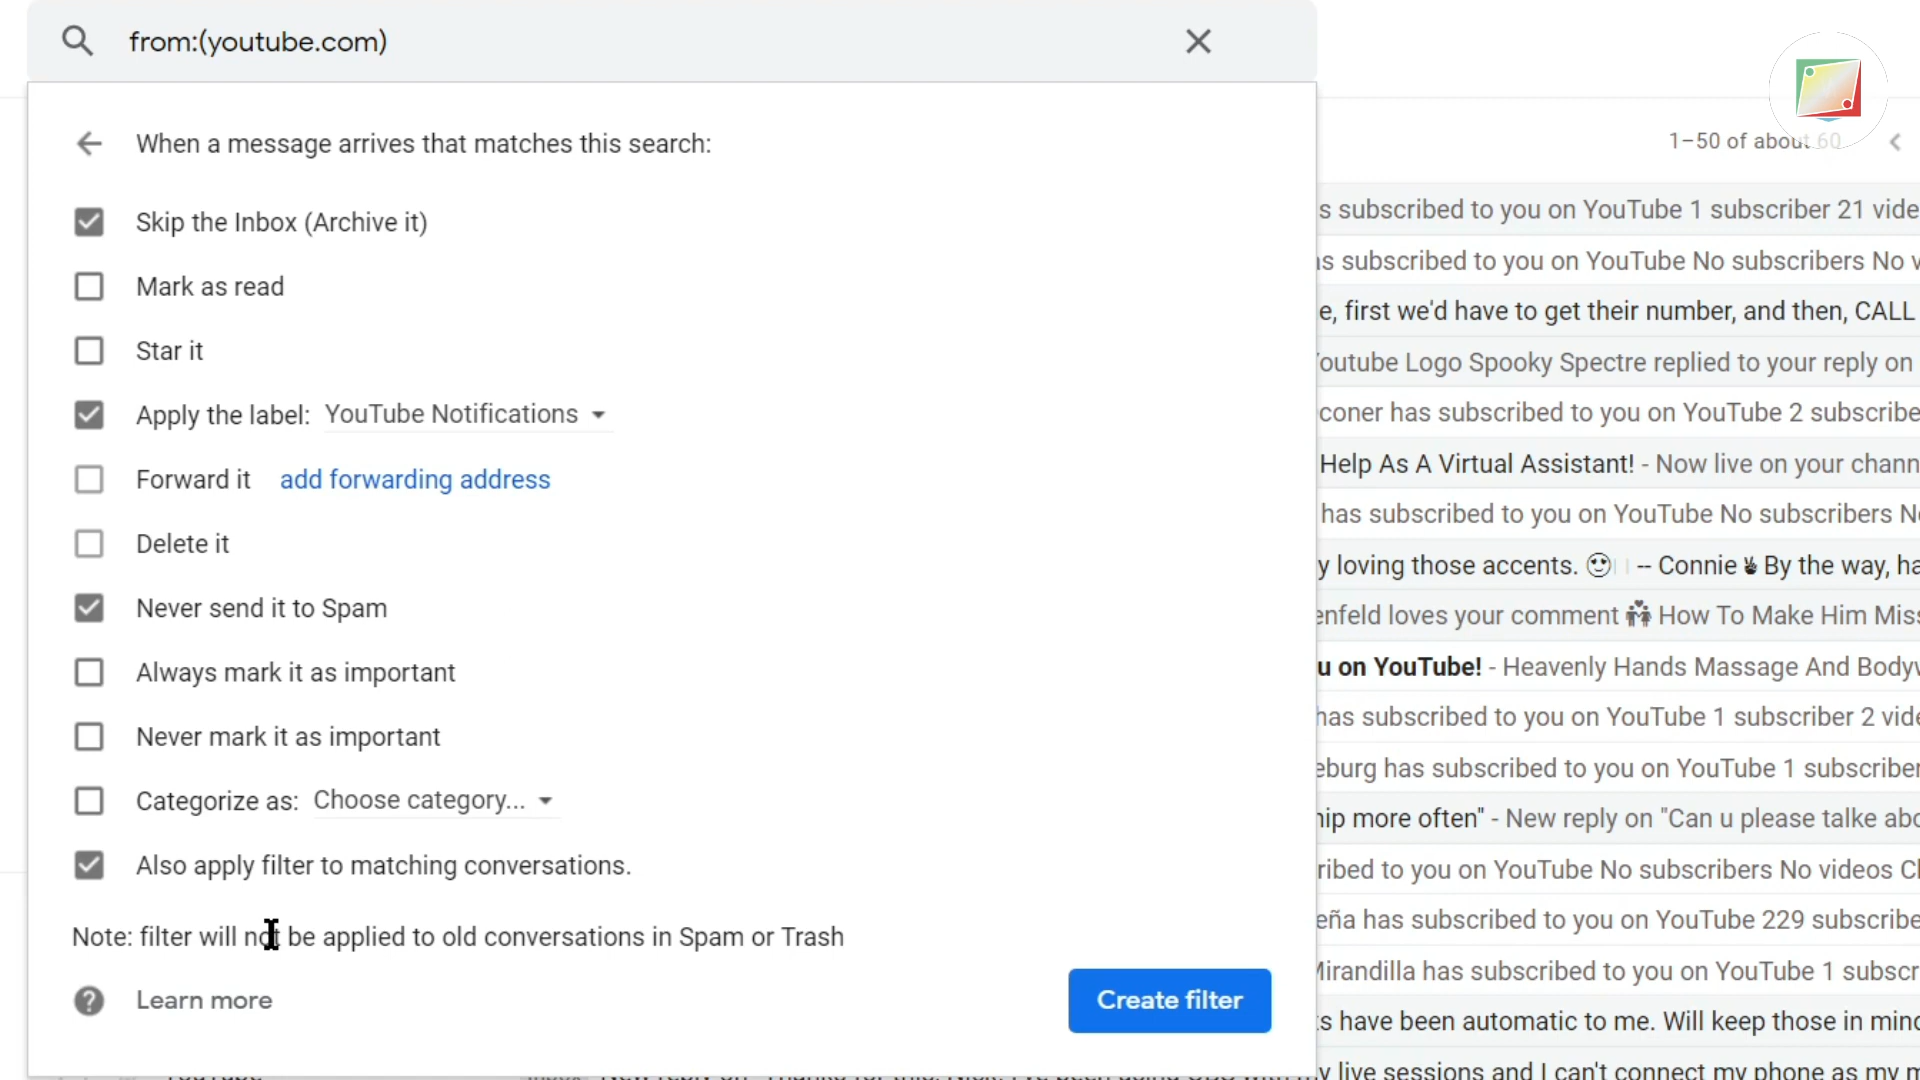 from:(youtube.com)
When a message arrives that matches this search:
1–50 of about 60
Skip the Inbox (Archive it)
s subscribed to you on YouTube 1 subscriber 21 vide
Mark as read
s subscribed to you on YouTube No subscribers No v
e, first we'd have to get their number, and then, CALL
Star it
outube Logo Spooky Spectre replied to your reply on
Apply the label: YouTube Notifications
coner has subscribed to you on YouTube 2 subscribe
Forward it add forwarding address
Help As A Virtual Assistant! - Now live on your chann
has subscribed to you on YouTube No subscribers N
Delete it
y loving those accents. 🥰 -- Connie ✌ By the way, ha
Never send it to Spam
enfeld loves your comment 💏 How To Make Him Miss
Always mark it as important
u on YouTube! - Heavenly Hands Massage And Bodyw
has subscribed to you on YouTube 1 subscriber 2 vide
Never mark it as important
eburg has subscribed to you on YouTube 1 subscriber
Categorize as: Choose category...
hip more often" - New reply on "Can u please talke abo
Also apply filter to matching conversations.
ribed to you on YouTube No subscribers No videos Cl
eña has subscribed to you on YouTube 229 subscribe
Note: filter will not be applied to old conversations in Spam or Trash
Mirandilla has subscribed to you on YouTube 1 subscr
Learn more
Create filter
s have been automatic to me. Will keep those in mind
y live sessions and I can't connect my phone as my m